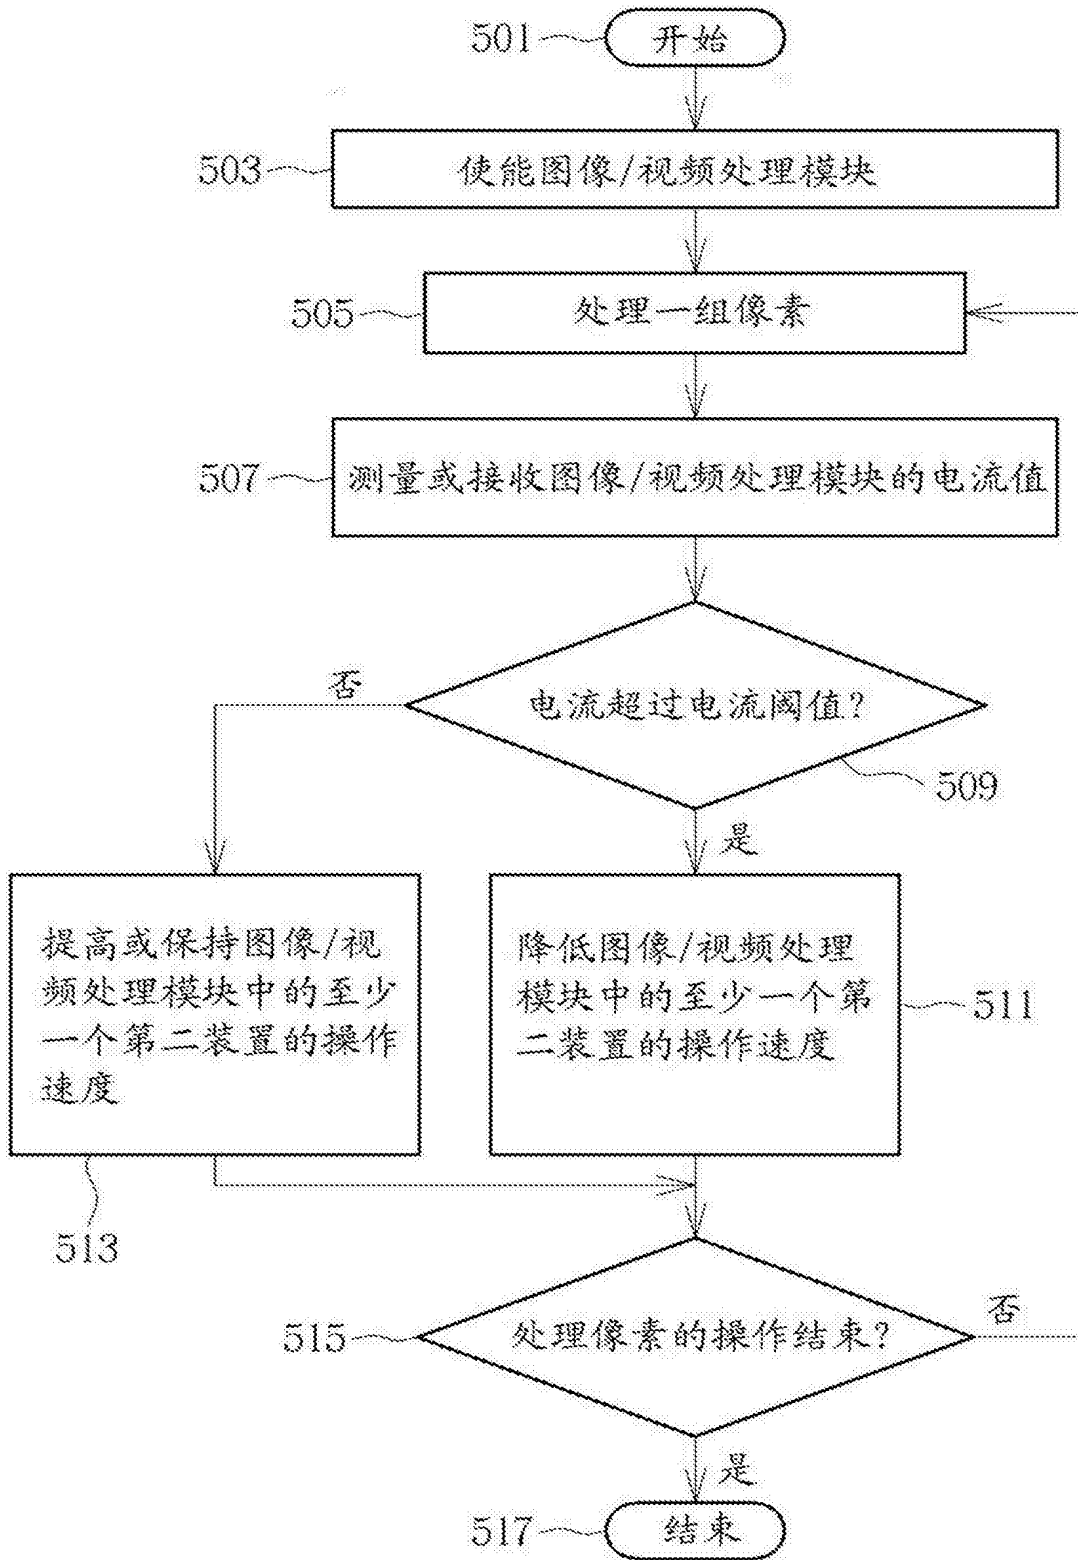 501
开始
503
使能图像/视频处理模块
505
处理一组像素
507
测量或接收图像/视频处理模块的电流值
否
电流超过电流阈值?
509
是
提高或保持图像/视
频处理模块中的至少
一个第二装置的操作
速度
513
降低图像/视频处理
模块中的至少一个第
二装置的操作速度
511
515
处理像素的操作结束?
否
是
517
结束